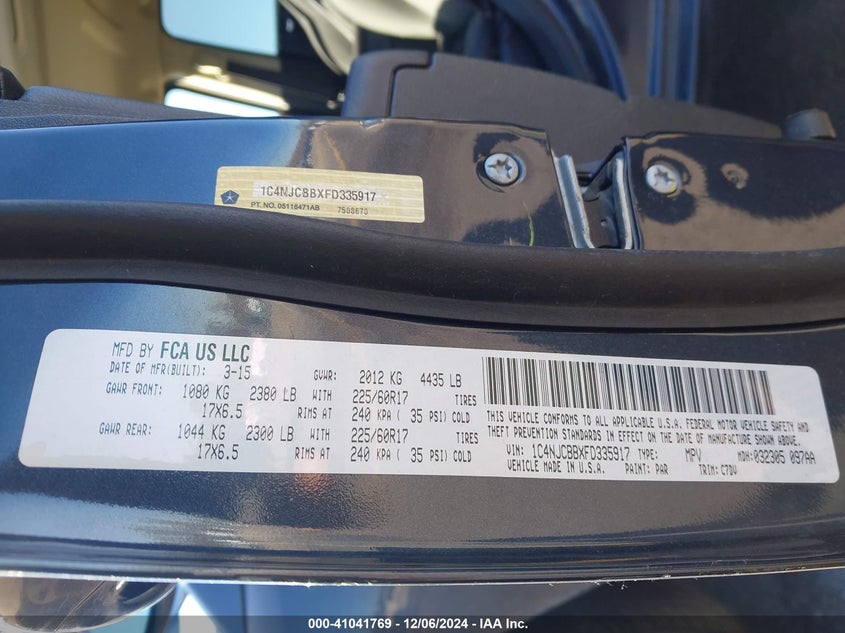 1C4NJCBBXFD335917
PT. NO. 05116471AB 7508670
MFD BY FCA US LLC
DATE OF MFR(BUILT): 3-15 GVWR: 2012 KG 4435 LB
GAWR FRONT: 1080 KG 2380 LB WITH 225/60R17 TIRES
17X6.5 RIMS AT 240 KPA ( 35 PSI) COLD
GAWR REAR: 1044 KG 2300 LB WITH 225/60R17 TIRES
17X6.5 RIMS AT 240 KPA ( 35 PSI) COLD
THIS VEHICLE CONFORMS TO ALL APPLICABLE U.S.A. FEDERAL MOTOR VEHICLE SAFETY AND
THEFT PREVENTION STANDARDS IN EFFECT ON THE DATE OF MANUFACTURE SHOWN ABOVE.
VIN: 1C4NJCBBXFD335917 TYPE: MPV MDH: 032305 097AA
VEHICLE MADE IN U.S.A. PAINT: PAR TRIM: C7DV
000-41041769 - 12/06/2024 - IAA Inc.